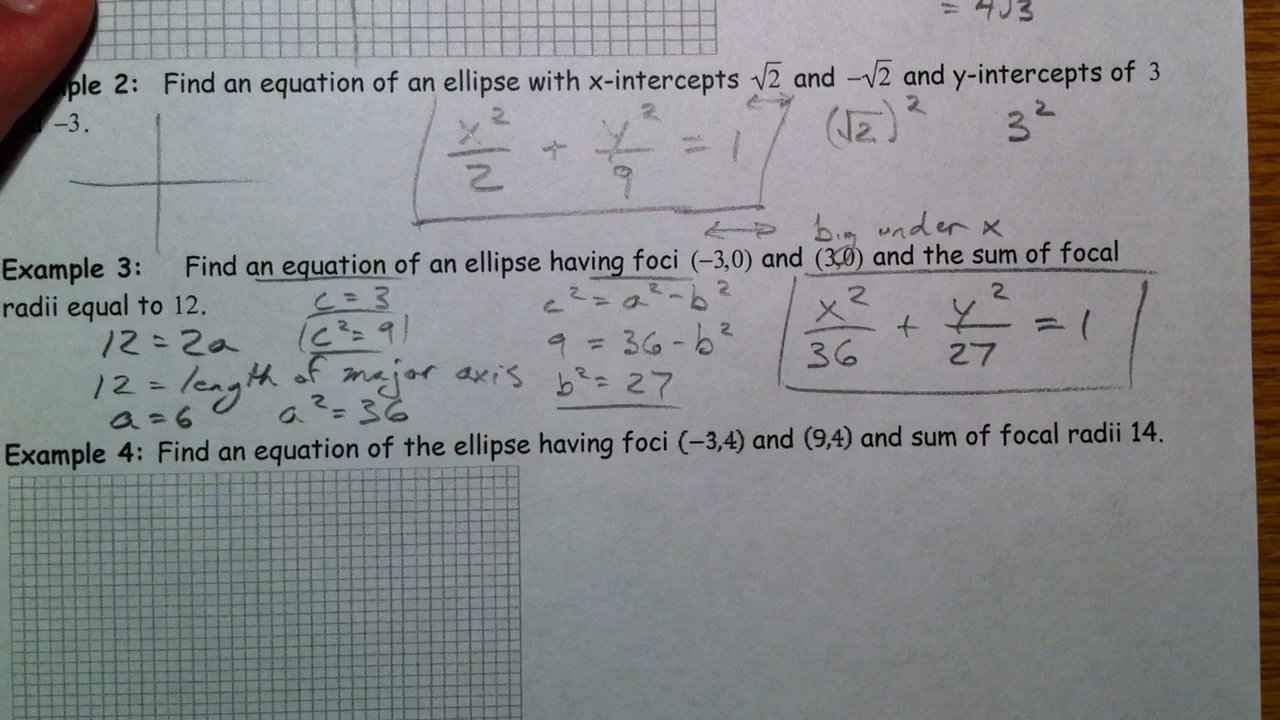 = 4√3
ple 2: Find an equation of an ellipse with x-intercepts √2 and −√2 and y-intercepts of 3
−3.
x²/2 + y²/9 = 1
(√2)² 3²
big under x
Example 3: Find an equation of an ellipse having foci (−3,0) and (3,0) and the sum of focal
radii equal to 12.
c = 3 c² = a² - b² x²/36 + y²/27 = 1
12 = 2a c² = 9 9 = 36 - b²
12 = length of major axis b² = 27
a = 6 a² = 36
Example 4: Find an equation of the ellipse having foci (−3,4) and (9,4) and sum of focal radii 14.